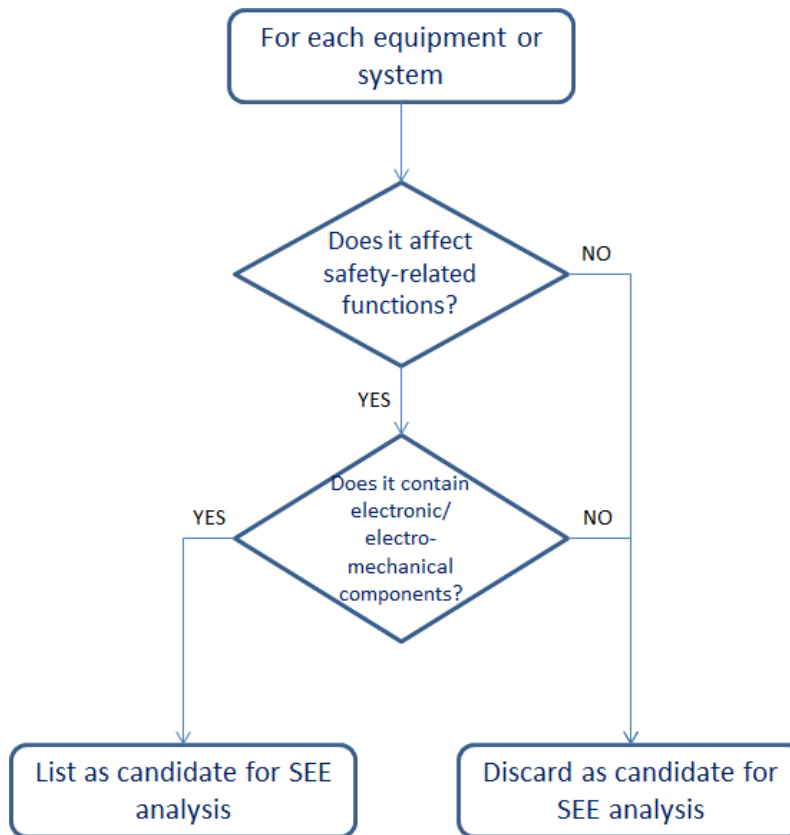 For each equipment or
system
Does it affect
safety-related
functions?
NO
YES
Does it contain
electronic/
electro-
mechanical
components?
YES
NO
List as candidate for SEE
analysis
Discard as candidate for
SEE analysis